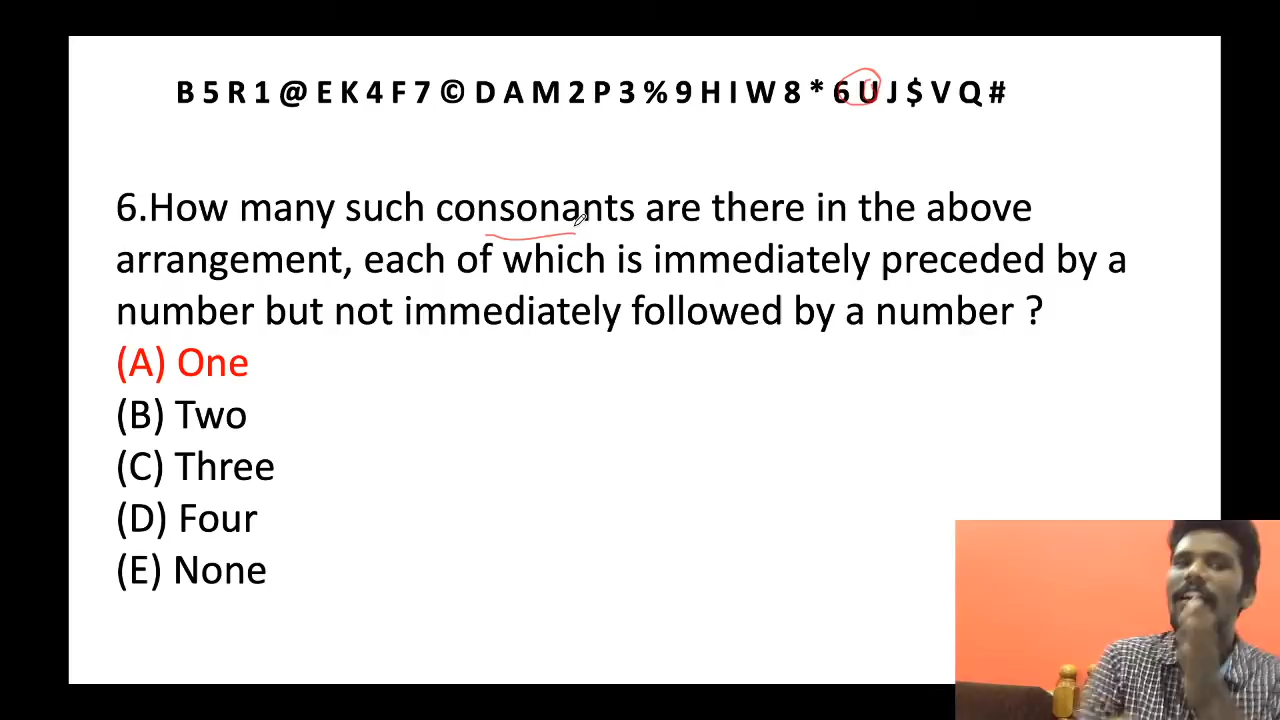 B 5 R 1 @ E K 4 F 7 © D A M 2 P 3 % 9 H I W 8 * 6 U J $ V Q #
6.How many such consonants are there in the above
arrangement, each of which is immediately preceded by a
number but not immediately followed by a number ?
(A) One
(B) Two
(C) Three
(D) Four
(E) None